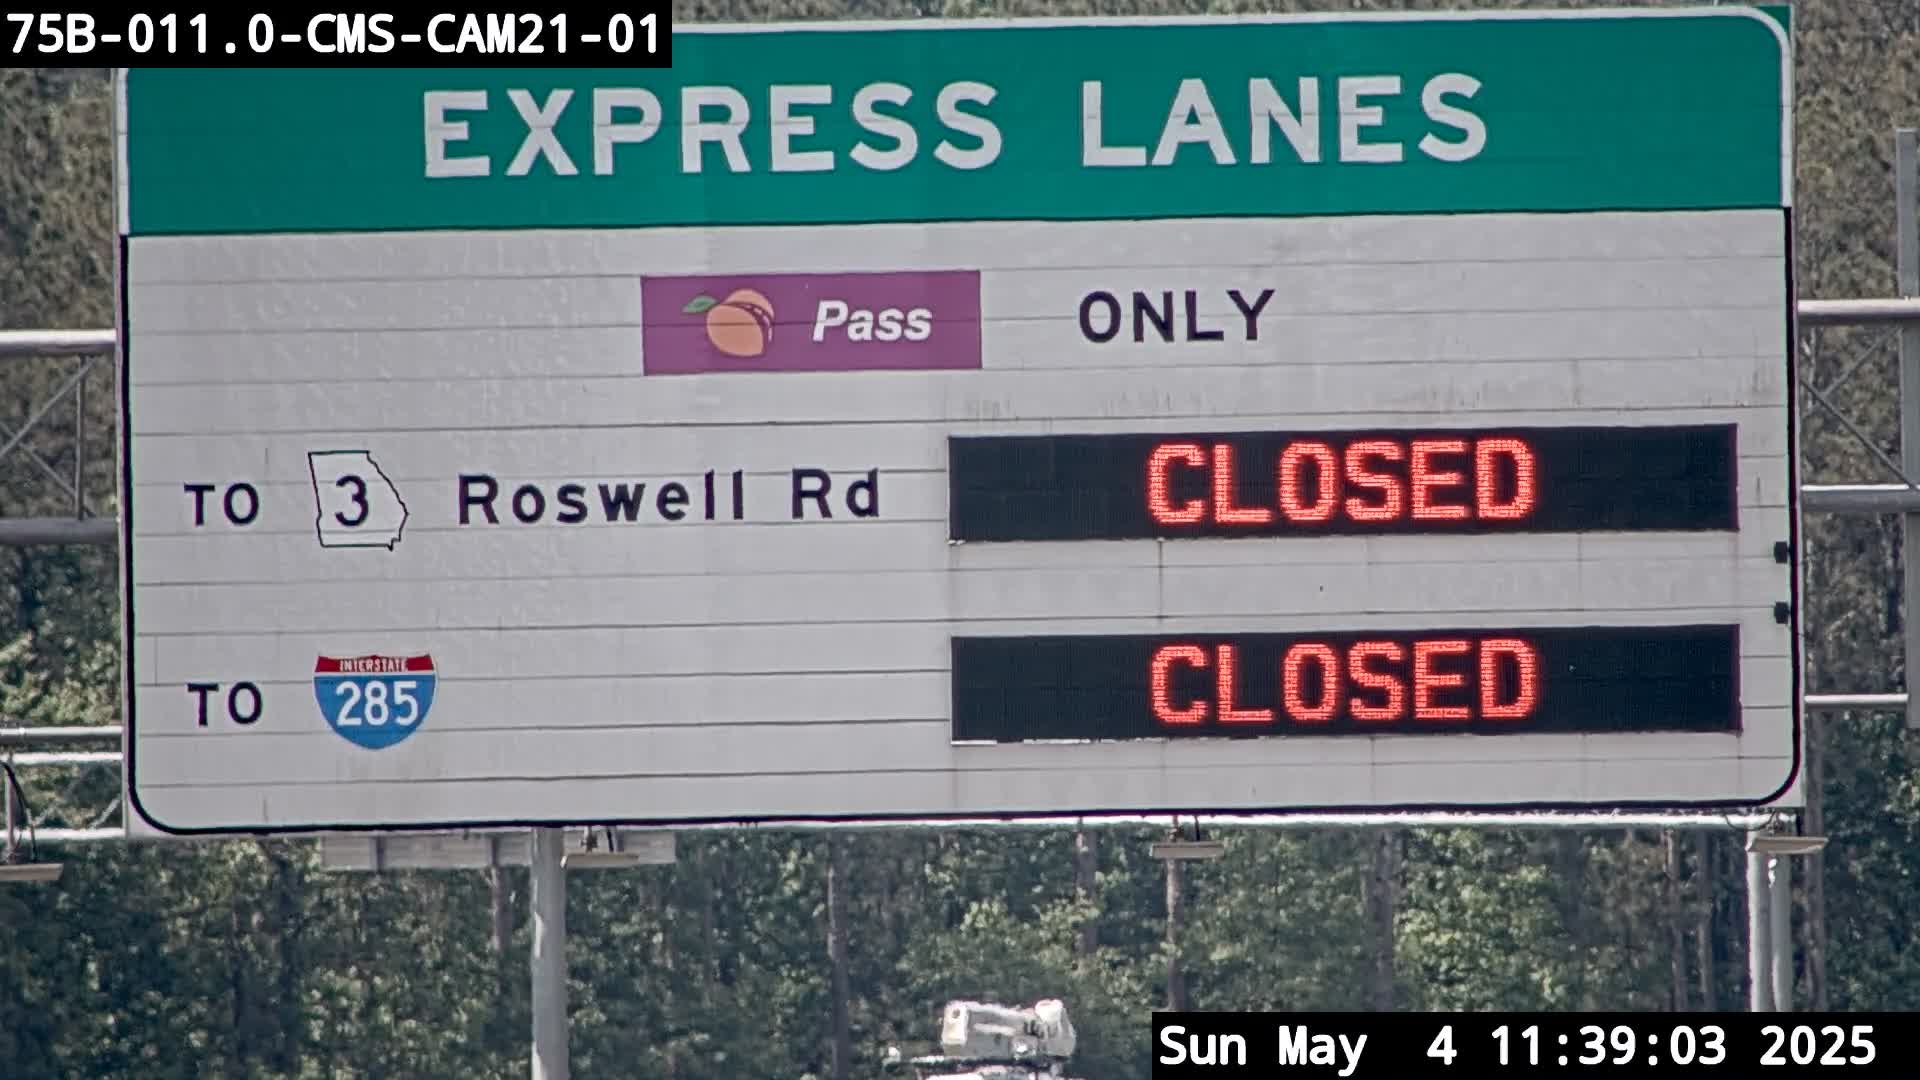 75B-011.0-CMS-CAM21-01
EXPRESS LANES
Pass ONLY
TO 3 Roswell Rd CLOSED
INTERSTATE
TO 285 CLOSED
Sun May 4 11:39:03 2025